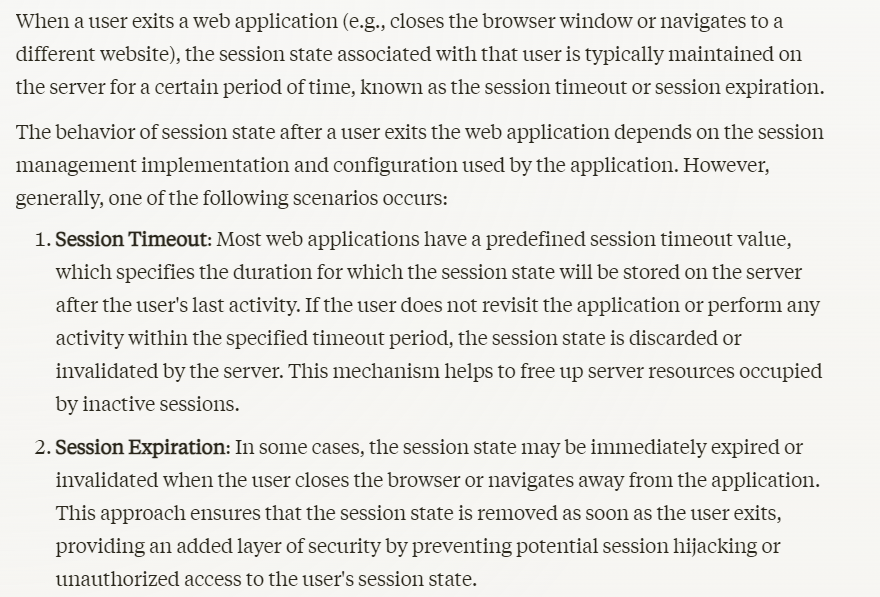 When a user exits a web application (e.g., closes the browser window or navigates to a
different website), the session state associated with that user is typically maintained on
the server for a certain period of time, known as the session timeout or session expiration.
The behavior of session state after a user exits the web application depends on the session
management implementation and configuration used by the application. However,
generally, one of the following scenarios occurs:
1. Session Timeout: Most web applications have a predefined session timeout value,
which specifies the duration for which the session state will be stored on the server
after the user's last activity. If the user does not revisit the application or perform any
activity within the specified timeout period, the session state is discarded or
invalidated by the server. This mechanism helps to free up server resources occupied
by inactive sessions.
2. Session Expiration: In some cases, the session state may be immediately expired or
invalidated when the user closes the browser or navigates away from the application.
This approach ensures that the session state is removed as soon as the user exits,
providing an added layer of security by preventing potential session hijacking or
unauthorized access to the user's session state.